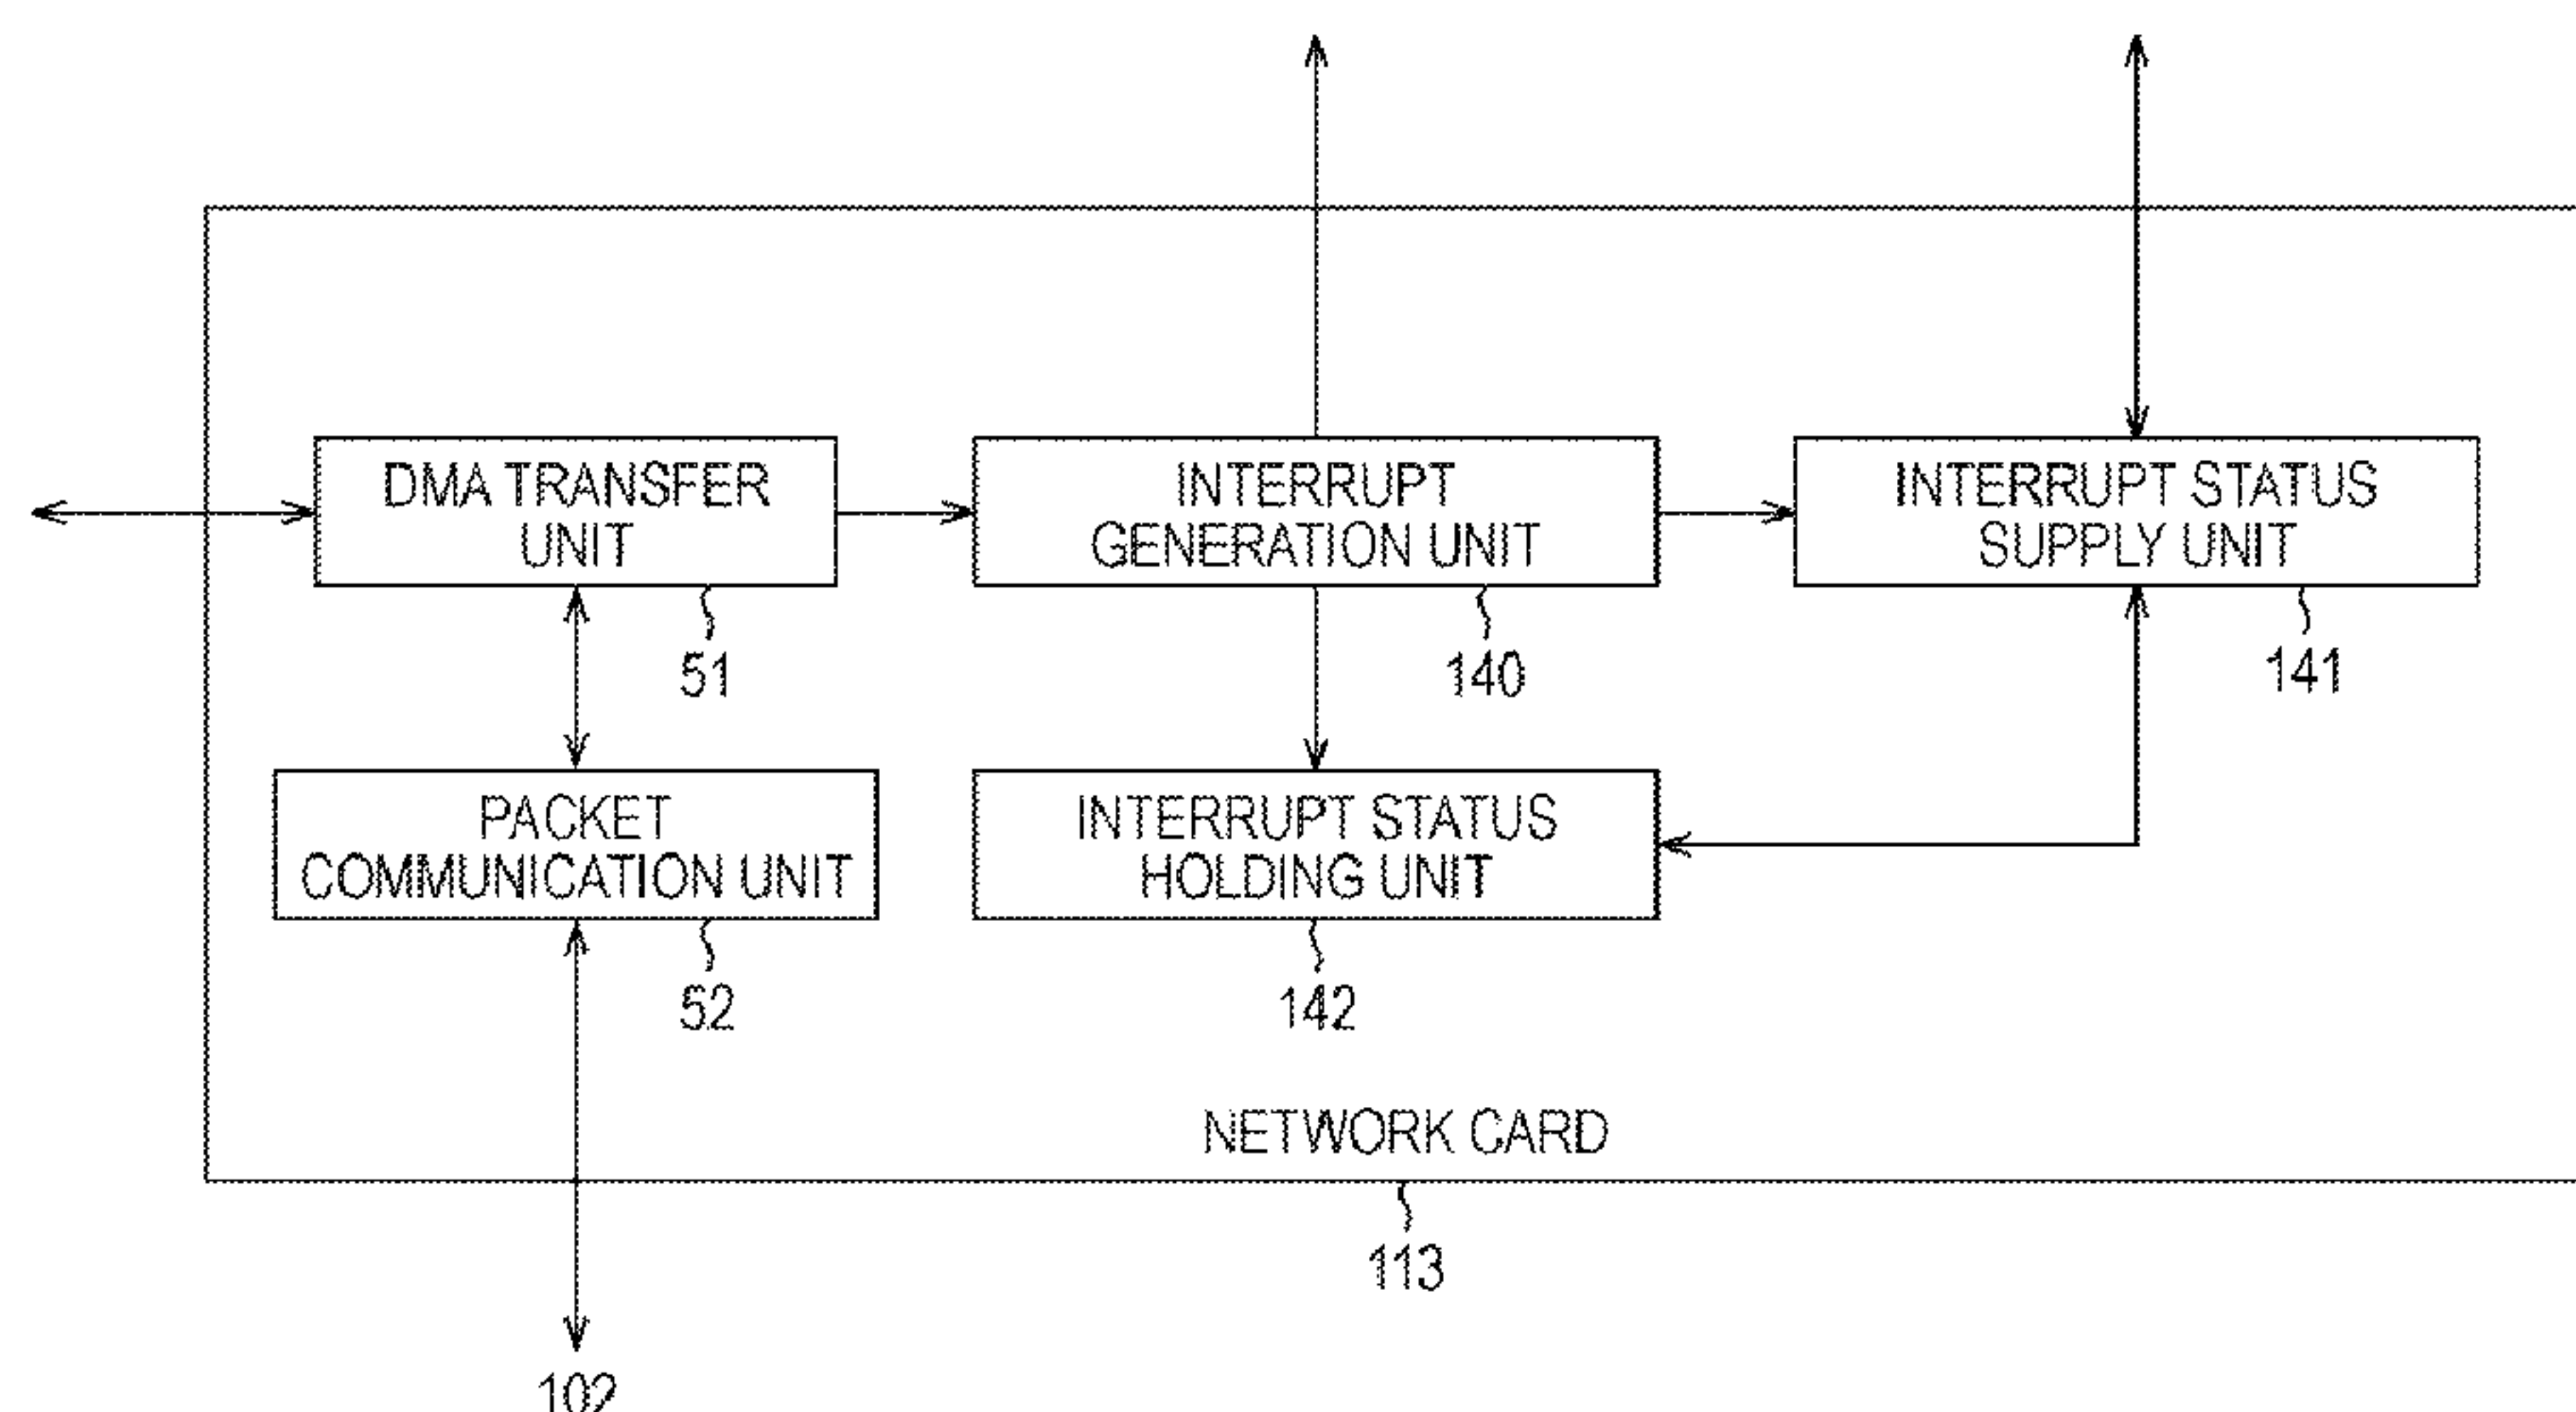 DMA TRANSFER
UNIT
51
INTERRUPT
GENERATION UNIT
140
INTERRUPT STATUS
SUPPLY UNIT
141
PACKET
COMMUNICATION UNIT
52
INTERRUPT STATUS
HOLDING UNIT
142
NETWORK CARD
113
102